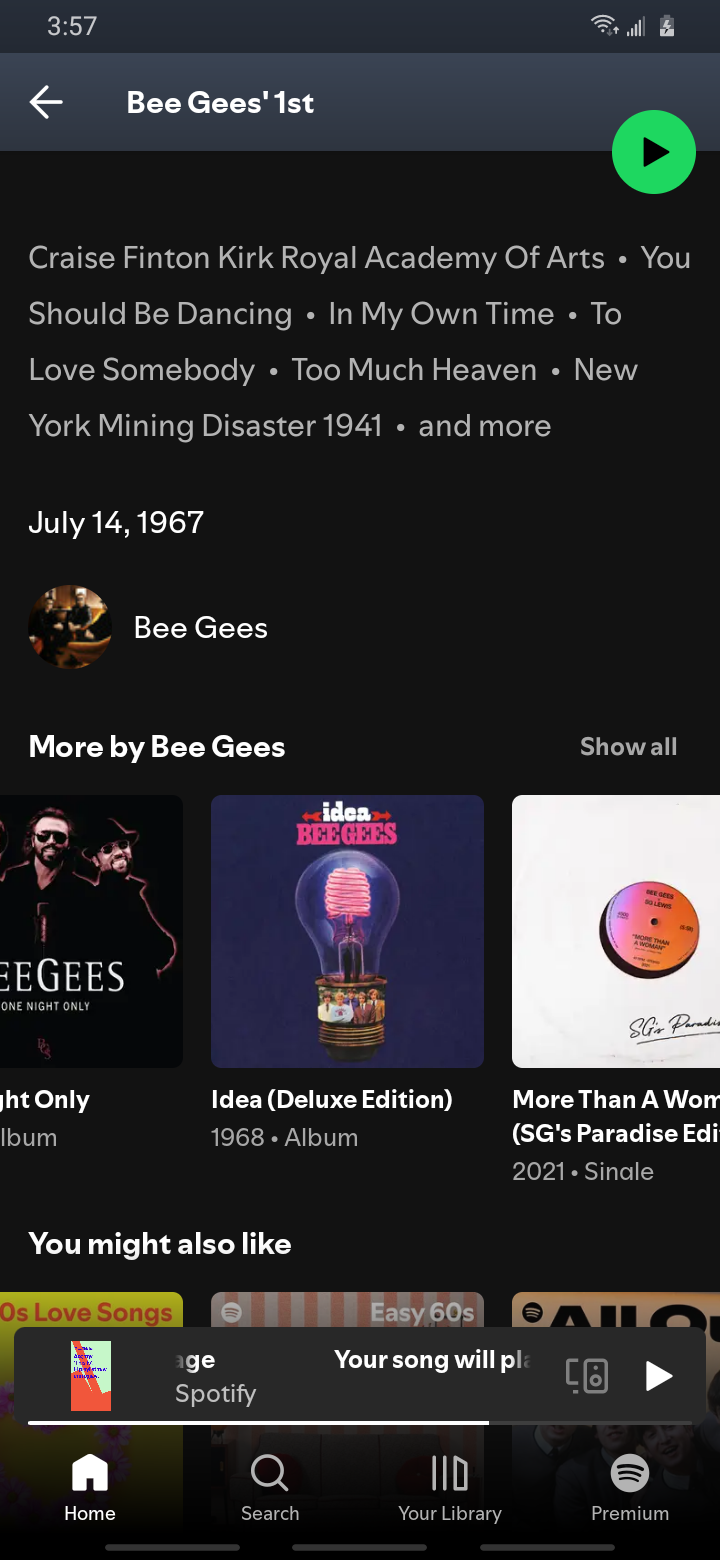 3:57
Bee Gees' 1st
Craise Finton Kirk Royal Academy Of Arts • You
Should Be Dancing • In My Own Time • To
Love Somebody • Too Much Heaven • New
York Mining Disaster 1941 • and more
July 14, 1967
Bee Gees
More by Bee Gees
Show all
EEGEES
ONE NIGHT ONLY
idea
BEE GEES
BEE GEES
SG LEWIS
"MORE THAN
A WOMAN"
SG's Paradis
ght Only
lbum
Idea (Deluxe Edition)
1968 • Album
More Than A Wom
(SG's Paradise Edi
2021 • Single
You might also like
0s Love Songs
Easy 60s
All Ou
age
Your song will pla
Spotify
Home
Search
Your Library
Premium